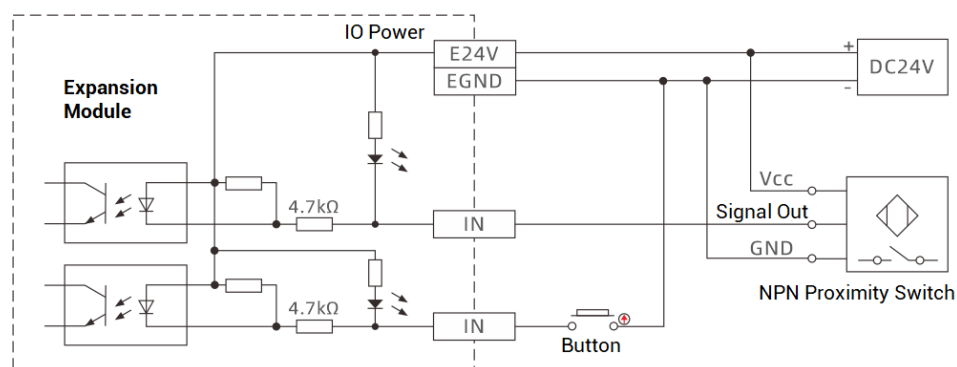 IO Power
E24V
EGND
+
-
DC24V
Expansion
Module
4.7kΩ
IN
Vcc
Signal Out
GND
NPN Proximity Switch
4.7kΩ
IN
Button